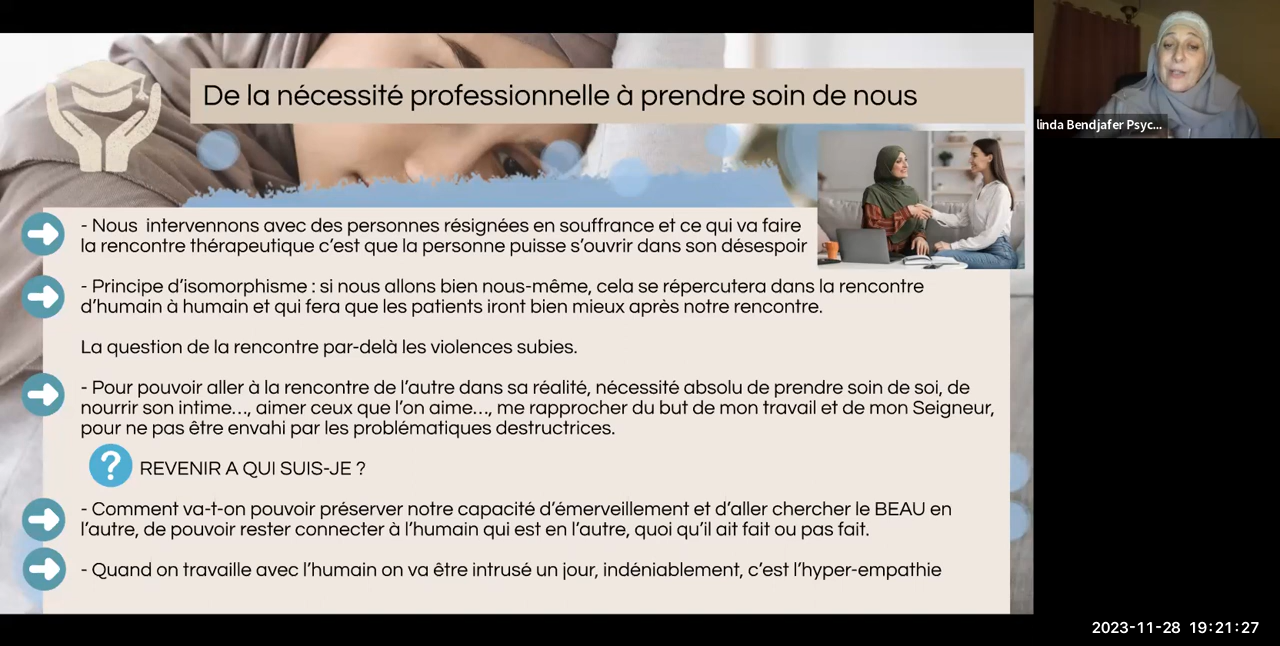 De la nécessité professionnelle à prendre soin de nous
linda Bendjafer Psyc...
- Nous intervennons avec des personnes résignées en souffrance et ce qui va faire
la rencontre thérapeutique c'est que la personne puisse s'ouvrir dans son désespoir
- Principe d'isomorphisme : si nous allons bien nous-même, cela se répercutera dans la rencontre
d'humain à humain et qui fera que les patients iront bien mieux après notre rencontre.
La question de la rencontre par-delà les violences subies.
- Pour pouvoir aller à la rencontre de l'autre dans sa réalité, nécessité absolu de prendre soin de soi, de
nourrir son intime..., aimer ceux que l'on aime..., me rapprocher du but de mon travail et de mon Seigneur,
pour ne pas être envahi par les problématiques destructrices.
? REVENIR A QUI SUIS-JE ?
- Comment va-t-on pouvoir préserver notre capacité d'émerveillement et d'aller chercher le BEAU en
l'autre, de pouvoir rester connecter à l'humain qui est en l'autre, quoi qu'il ait fait ou pas fait.
- Quand on travaille avec l'humain on va être intrusé un jour, indéniablement, c'est l'hyper-empathie
2023-11-28 19:21:27